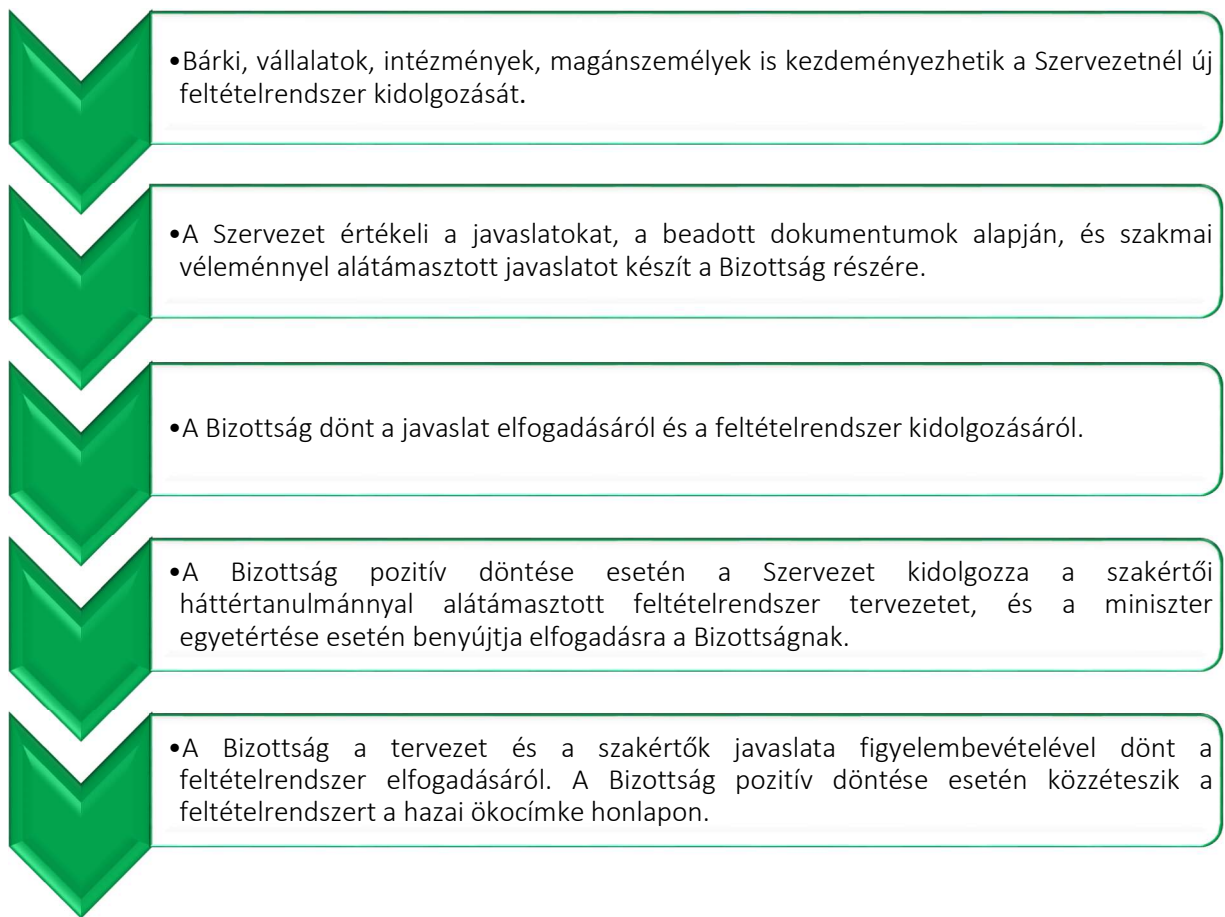 •Bárki, vállalatok, intézmények, magánszemélyek is kezdeményezhetik a Szervezetnél új
feltételrendszer kidolgozását.
•A Szervezet értékeli a javaslatokat, a beadott dokumentumok alapján, és szakmai
véleménnyel alátámasztott javaslatot készít a Bizottság részére.
•A Bizottság dönt a javaslat elfogadásáról és a feltételrendszer kidolgozásáról.
•A Bizottság pozitív döntése esetén a Szervezet kidolgozza a szakértői
háttértanulmánnyal alátámasztott feltételrendszer tervezetet, és a miniszter
egyetértése esetén benyújtja elfogadásra a Bizottságnak.
•A Bizottság a tervezet és a szakértők javaslata figyelembevételével dönt a
feltételrendszer elfogadásáról. A Bizottság pozitív döntése esetén közzéteszik a
feltételrendszert a hazai ökocímke honlapon.